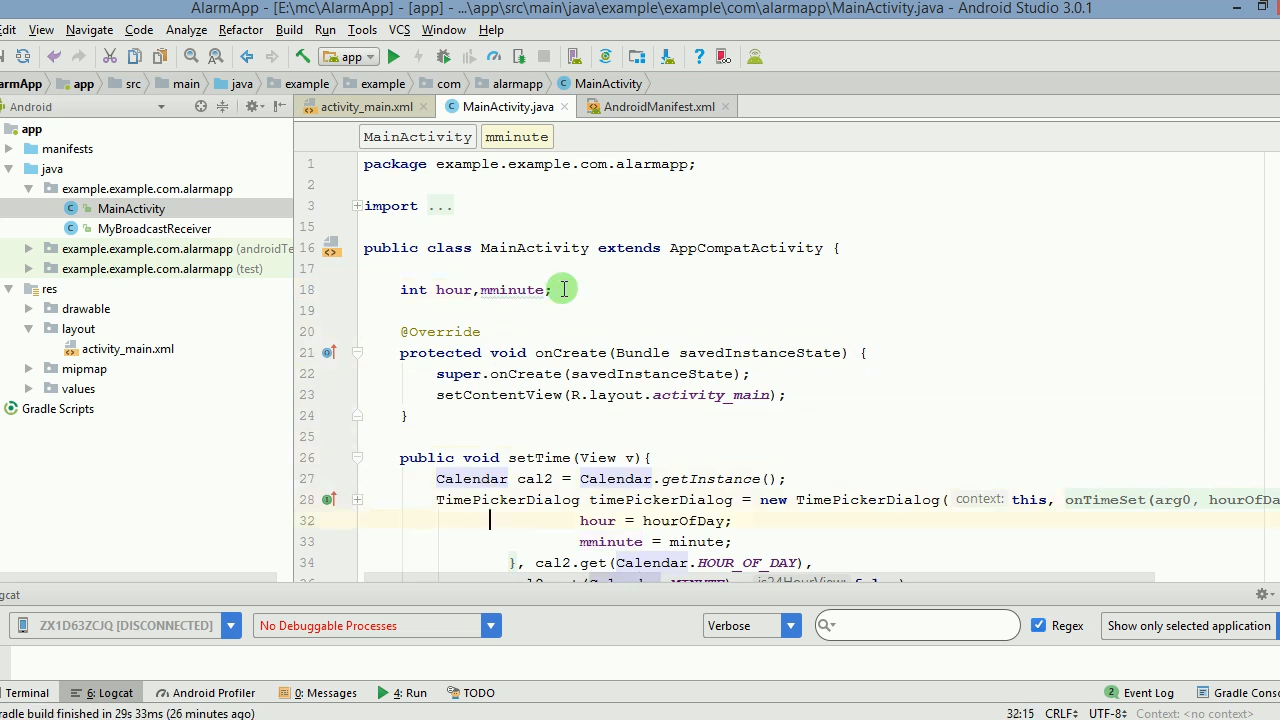 AlarmApp - [E:\mc\AlarmApp] - [app] - ...\app\src\main\java\example\example\com\alarmapp\MainActivity.java - Android Studio 3.0.1
Edit View Navigate Code Analyze Refactor Build Run Tools VCS Window Help
app
armApp app src main java example example com alarmapp MainActivity
Android
activity_main.xml MainActivity.java AndroidManifest.xml
MainActivity mminute
app
manifests
java
example.example.com.alarmapp
MainActivity
MyBroadcastReceiver
example.example.com.alarmapp (androidTe
example.example.com.alarmapp (test)
res
drawable
layout
activity_main.xml
mipmap
values
Gradle Scripts
1 package example.example.com.alarmapp;
2
3 import ...
15
16 public class MainActivity extends AppCompatActivity {
17
18 int hour,mminute;
19
20 @Override
21 protected void onCreate(Bundle savedInstanceState) {
22 super.onCreate(savedInstanceState);
23 setContentView(R.layout.activity_main);
24 }
25
26 public void setTime(View v){
27 Calendar cal2 = Calendar.getInstance();
28 TimePickerDialog timePickerDialog = new TimePickerDialog( context: this, onTimeSet(arg0, hourOfDa
32 hour = hourOfDay;
33 mminute = minute;
34 }, cal2.get(Calendar.HOUR_OF_DAY),
gcat
ZX1D63ZCJQ [DISCONNECTED] No Debuggable Processes Verbose Regex Show only selected application
Terminal 6: Logcat Android Profiler 0: Messages 4: Run TODO 2 Event Log Gradle Conso
radle build finished in 29s 33ms (26 minutes ago) 32:15 CRLF UTF-8 Context: <no context>